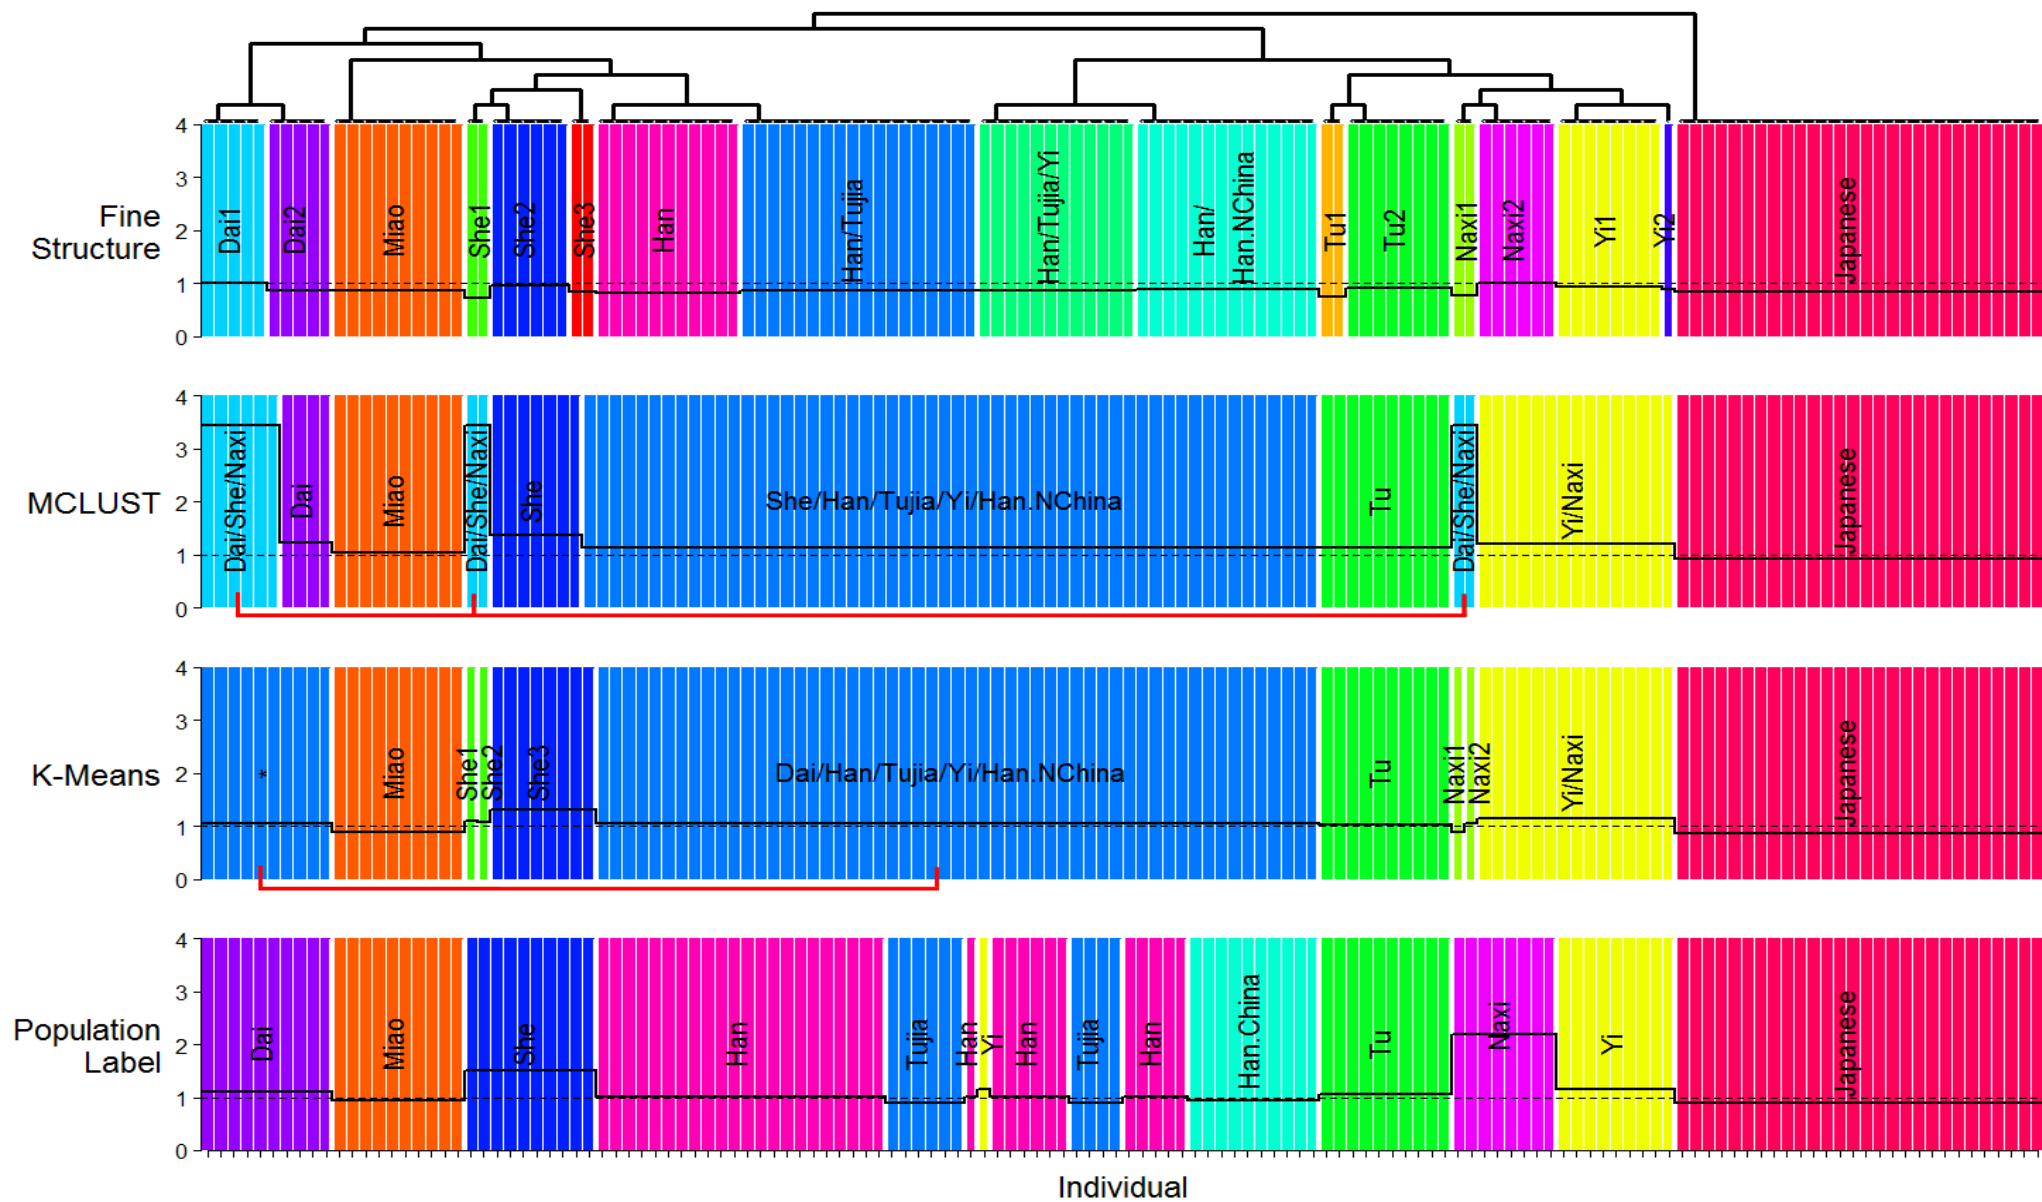 4
3
2
1
0
Fine
Structure
Dai1
Dai2
Miao
She1
She2
She3
Han
Han/Tujia
Han/Tujia/Yi
Han/
Han.NChina
Tu1
Tu2
Naxi1
Naxi2
Yi1
Yi2
Japanese
4
3
2
1
0
MCLUST
Dai/She/Naxi
Dai
Miao
Dai/She/Naxi
She
She/Han/Tujia/Yi/Han.NChina
Tu
Dai/She/Naxi
Yi/Naxi
Japanese
4
3
2
1
0
K-Means
*
Miao
She1
She2
She3
Dai/Han/Tujia/Yi/Han.NChina
Tu
Naxi1
Naxi2
Yi/Naxi
Japanese
4
3
2
1
0
Population
Label
Dai
Miao
She
Han
Tujia
Han
Yi
Han
Tujia
Han
Han.China
Tu
Naxi
Yi
Japanese
Individual